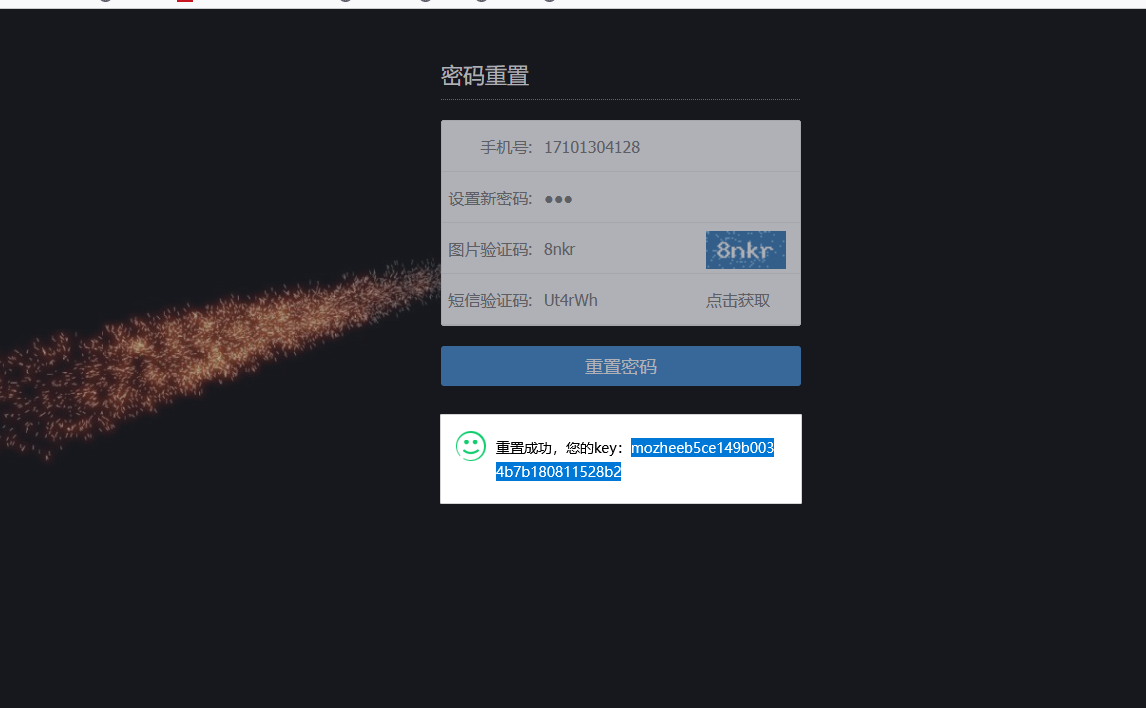 密码重置
手机号: 17101304128
设置新密码: ●●●
图片验证码: 8nkr 8nkr
短信验证码: Ut4rWh 点击获取
重置密码
重置成功，您的key：mozheeb5ce149b003
4b7b180811528b2